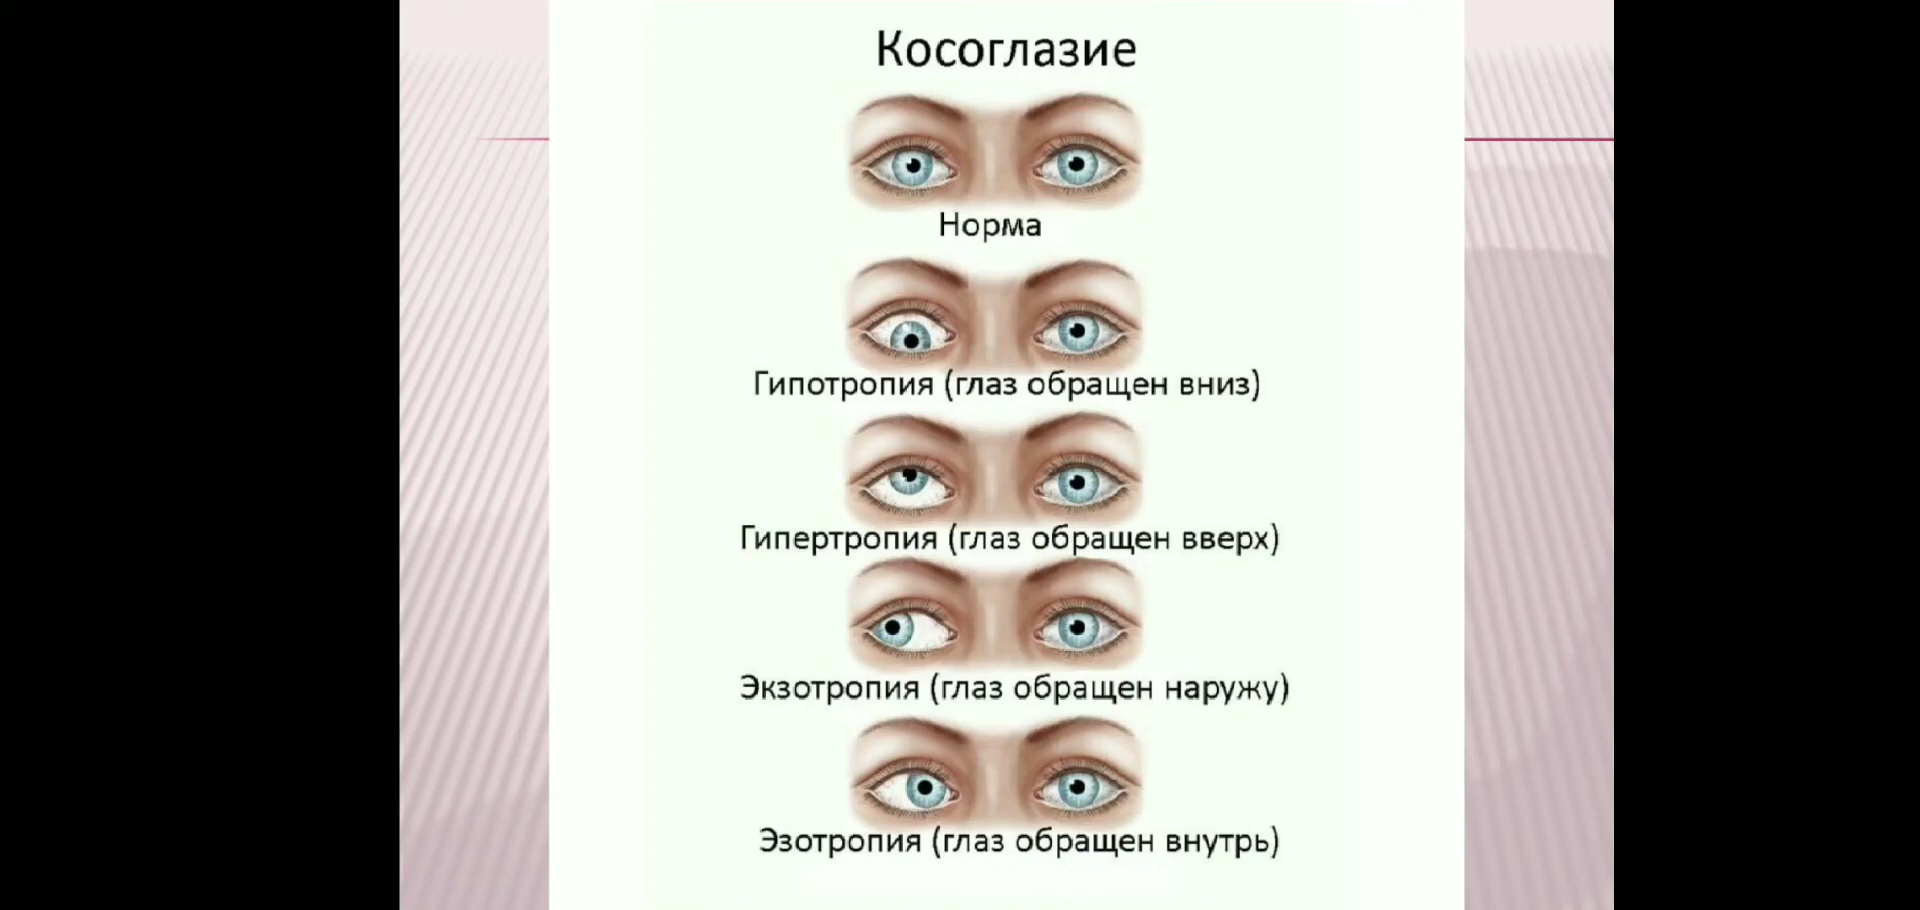 Косоглазие
Норма
Гипотропия (глаз обращен вниз)
Гипертропия (глаз обращен вверх)
Экзотропия (глаз обращен наружу)
Эзотропия (глаз обращен внутрь)